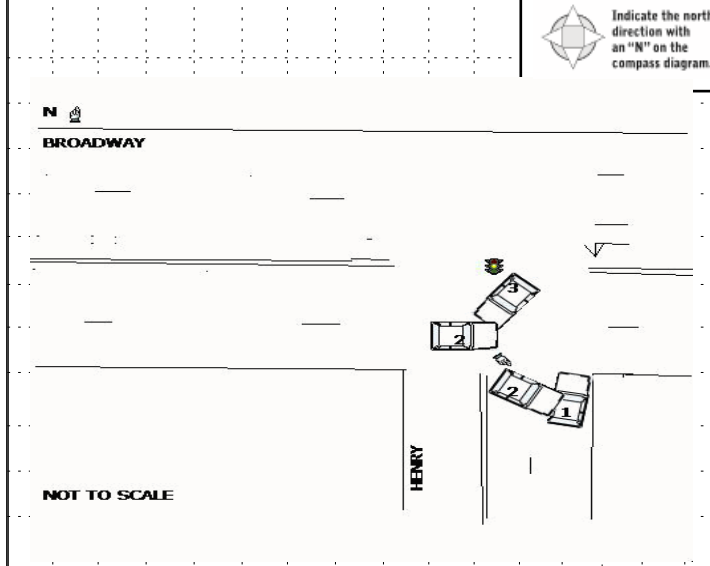 Indicate the north
direction with
an "N" on the
compass diagram.
N
BROADWAY
3
2
2
1
HENRY
NOT TO SCALE